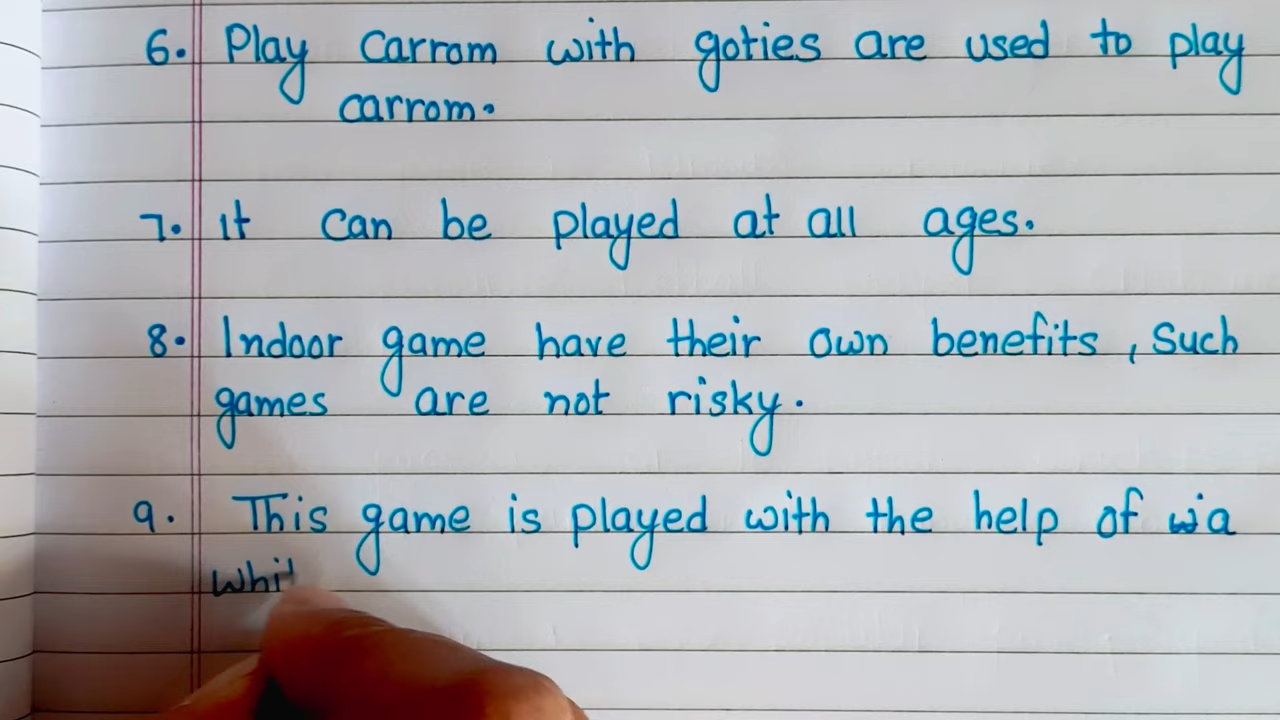 6. Play Carrom with goties are used to play
carrom.
7. It can be played at all ages.
8. Indoor game have their own benefits, Such
games are not risky.
9. This game is played with the help of a